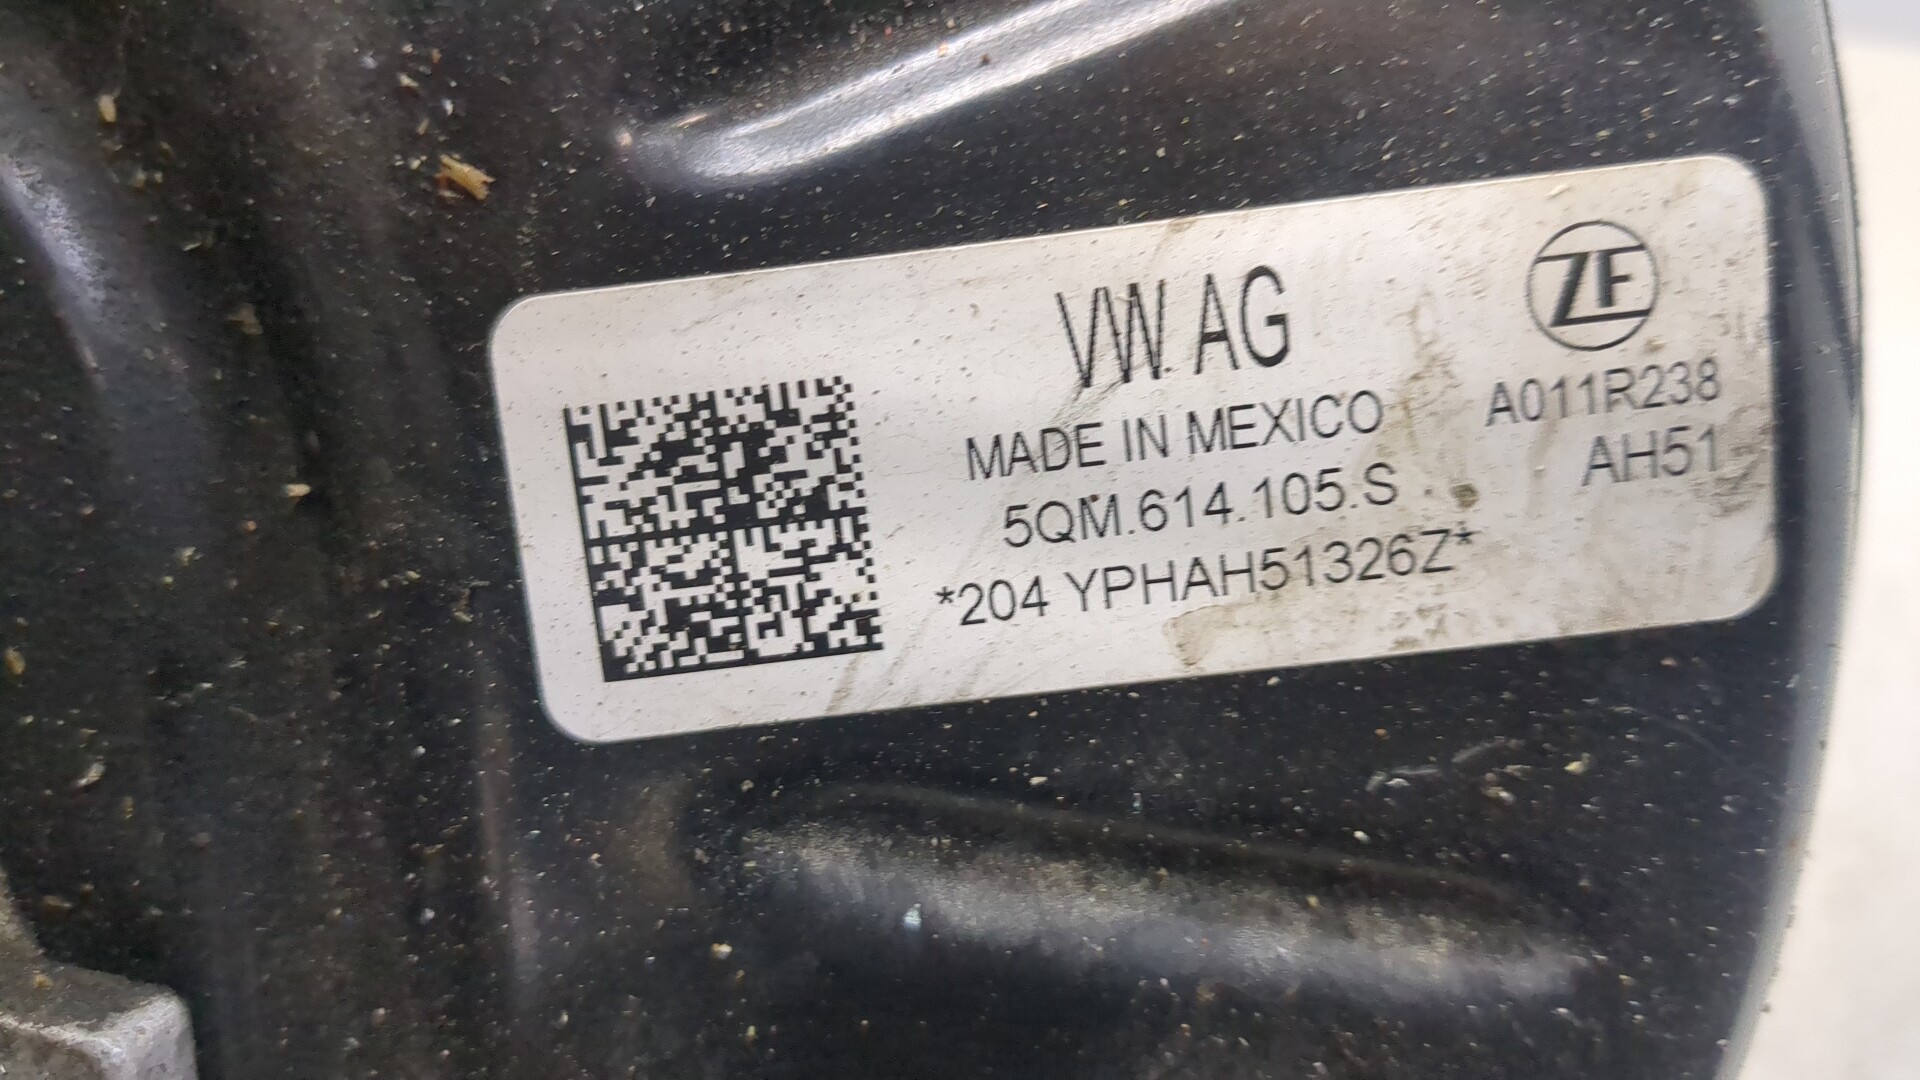 VW AG
MADE IN MEXICO
5QM.614.105.S
*204 YPHAH51326Z*
ZF
A011R238
AH51